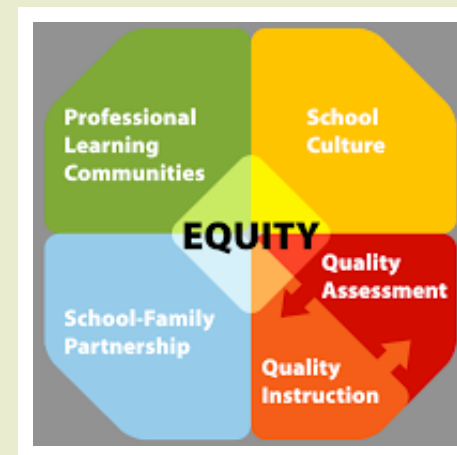 Professional
Learning
Communities
School
Culture
EQUITY
School-Family
Partnership
Quality
Assessment
Quality
Instruction